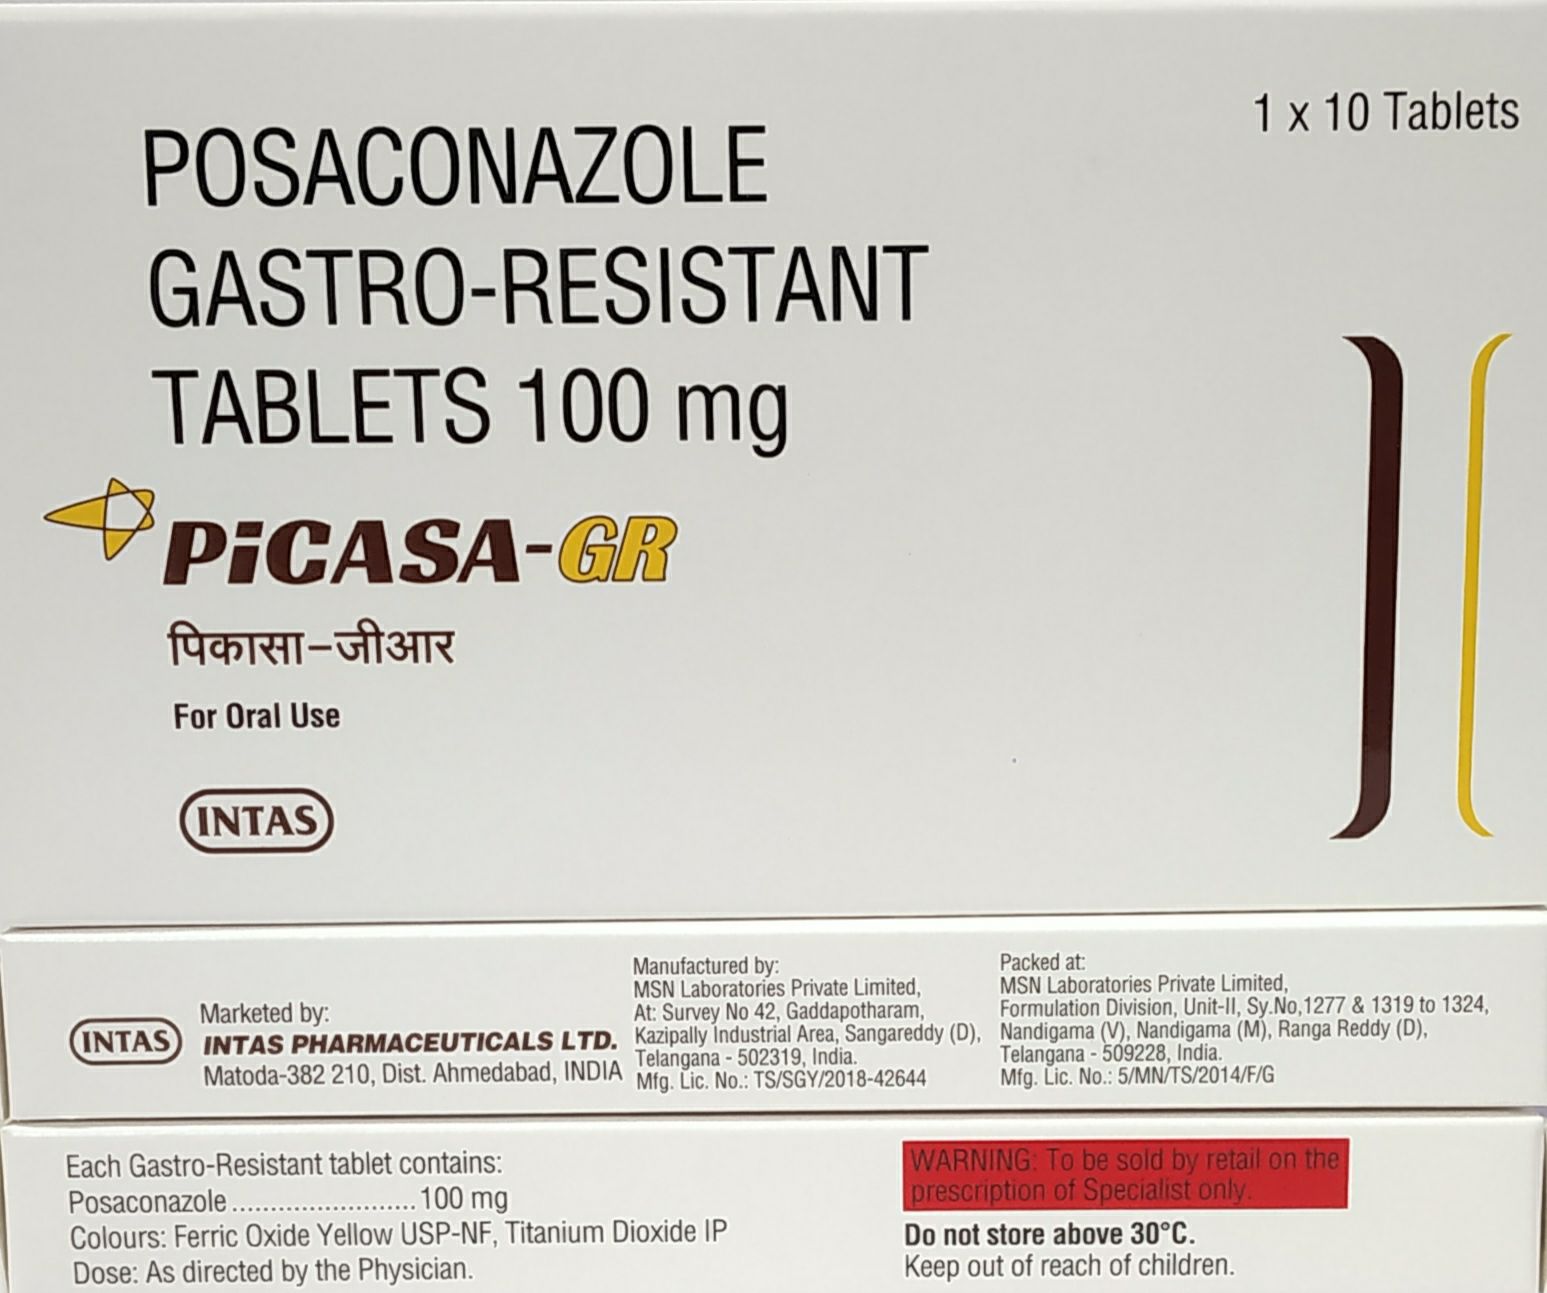 1 x 10 Tablets
POSACONAZOLE
GASTRO-RESISTANT
TABLETS 100 mg
PiCASA-GR
पिकासा-जीआर
For Oral Use
INTAS
INTAS
Marketed by:
INTAS PHARMACEUTICALS LTD.
Matoda-382 210, Dist. Ahmedabad, INDIA
Manufactured by:
MSN Laboratories Private Limited,
At: Survey No 42, Gaddapotharam,
Kazipally Industrial Area, Sangareddy (D),
Telangana - 502319, India.
Mfg. Lic. No.: TS/SGY/2018-42644
Packed at:
MSN Laboratories Private Limited,
Formulation Division, Unit-II, Sy.No,1277 & 1319 to 1324,
Nandigama (V), Nandigama (M), Ranga Reddy (D),
Telangana - 509228, India.
Mfg. Lic. No.: 5/MN/TS/2014/F/G
Each Gastro-Resistant tablet contains:
Posaconazole ........................ 100 mg
Colours: Ferric Oxide Yellow USP-NF, Titanium Dioxide IP
Dose: As directed by the Physician.
WARNING: To be sold by retail on the
prescription of Specialist only.
Do not store above 30°C.
Keep out of reach of children.